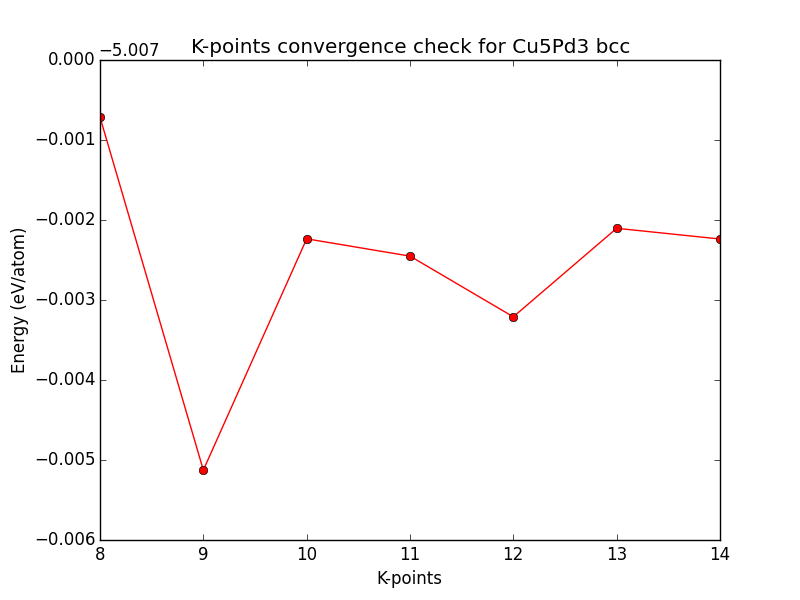 K-points convergence check for Cu5Pd3 bcc
−5.007
0.000
−0.001
−0.002
−0.003
−0.004
−0.005
−0.006
Energy (eV/atom)
8 9 10 11 12 13 14
K-points